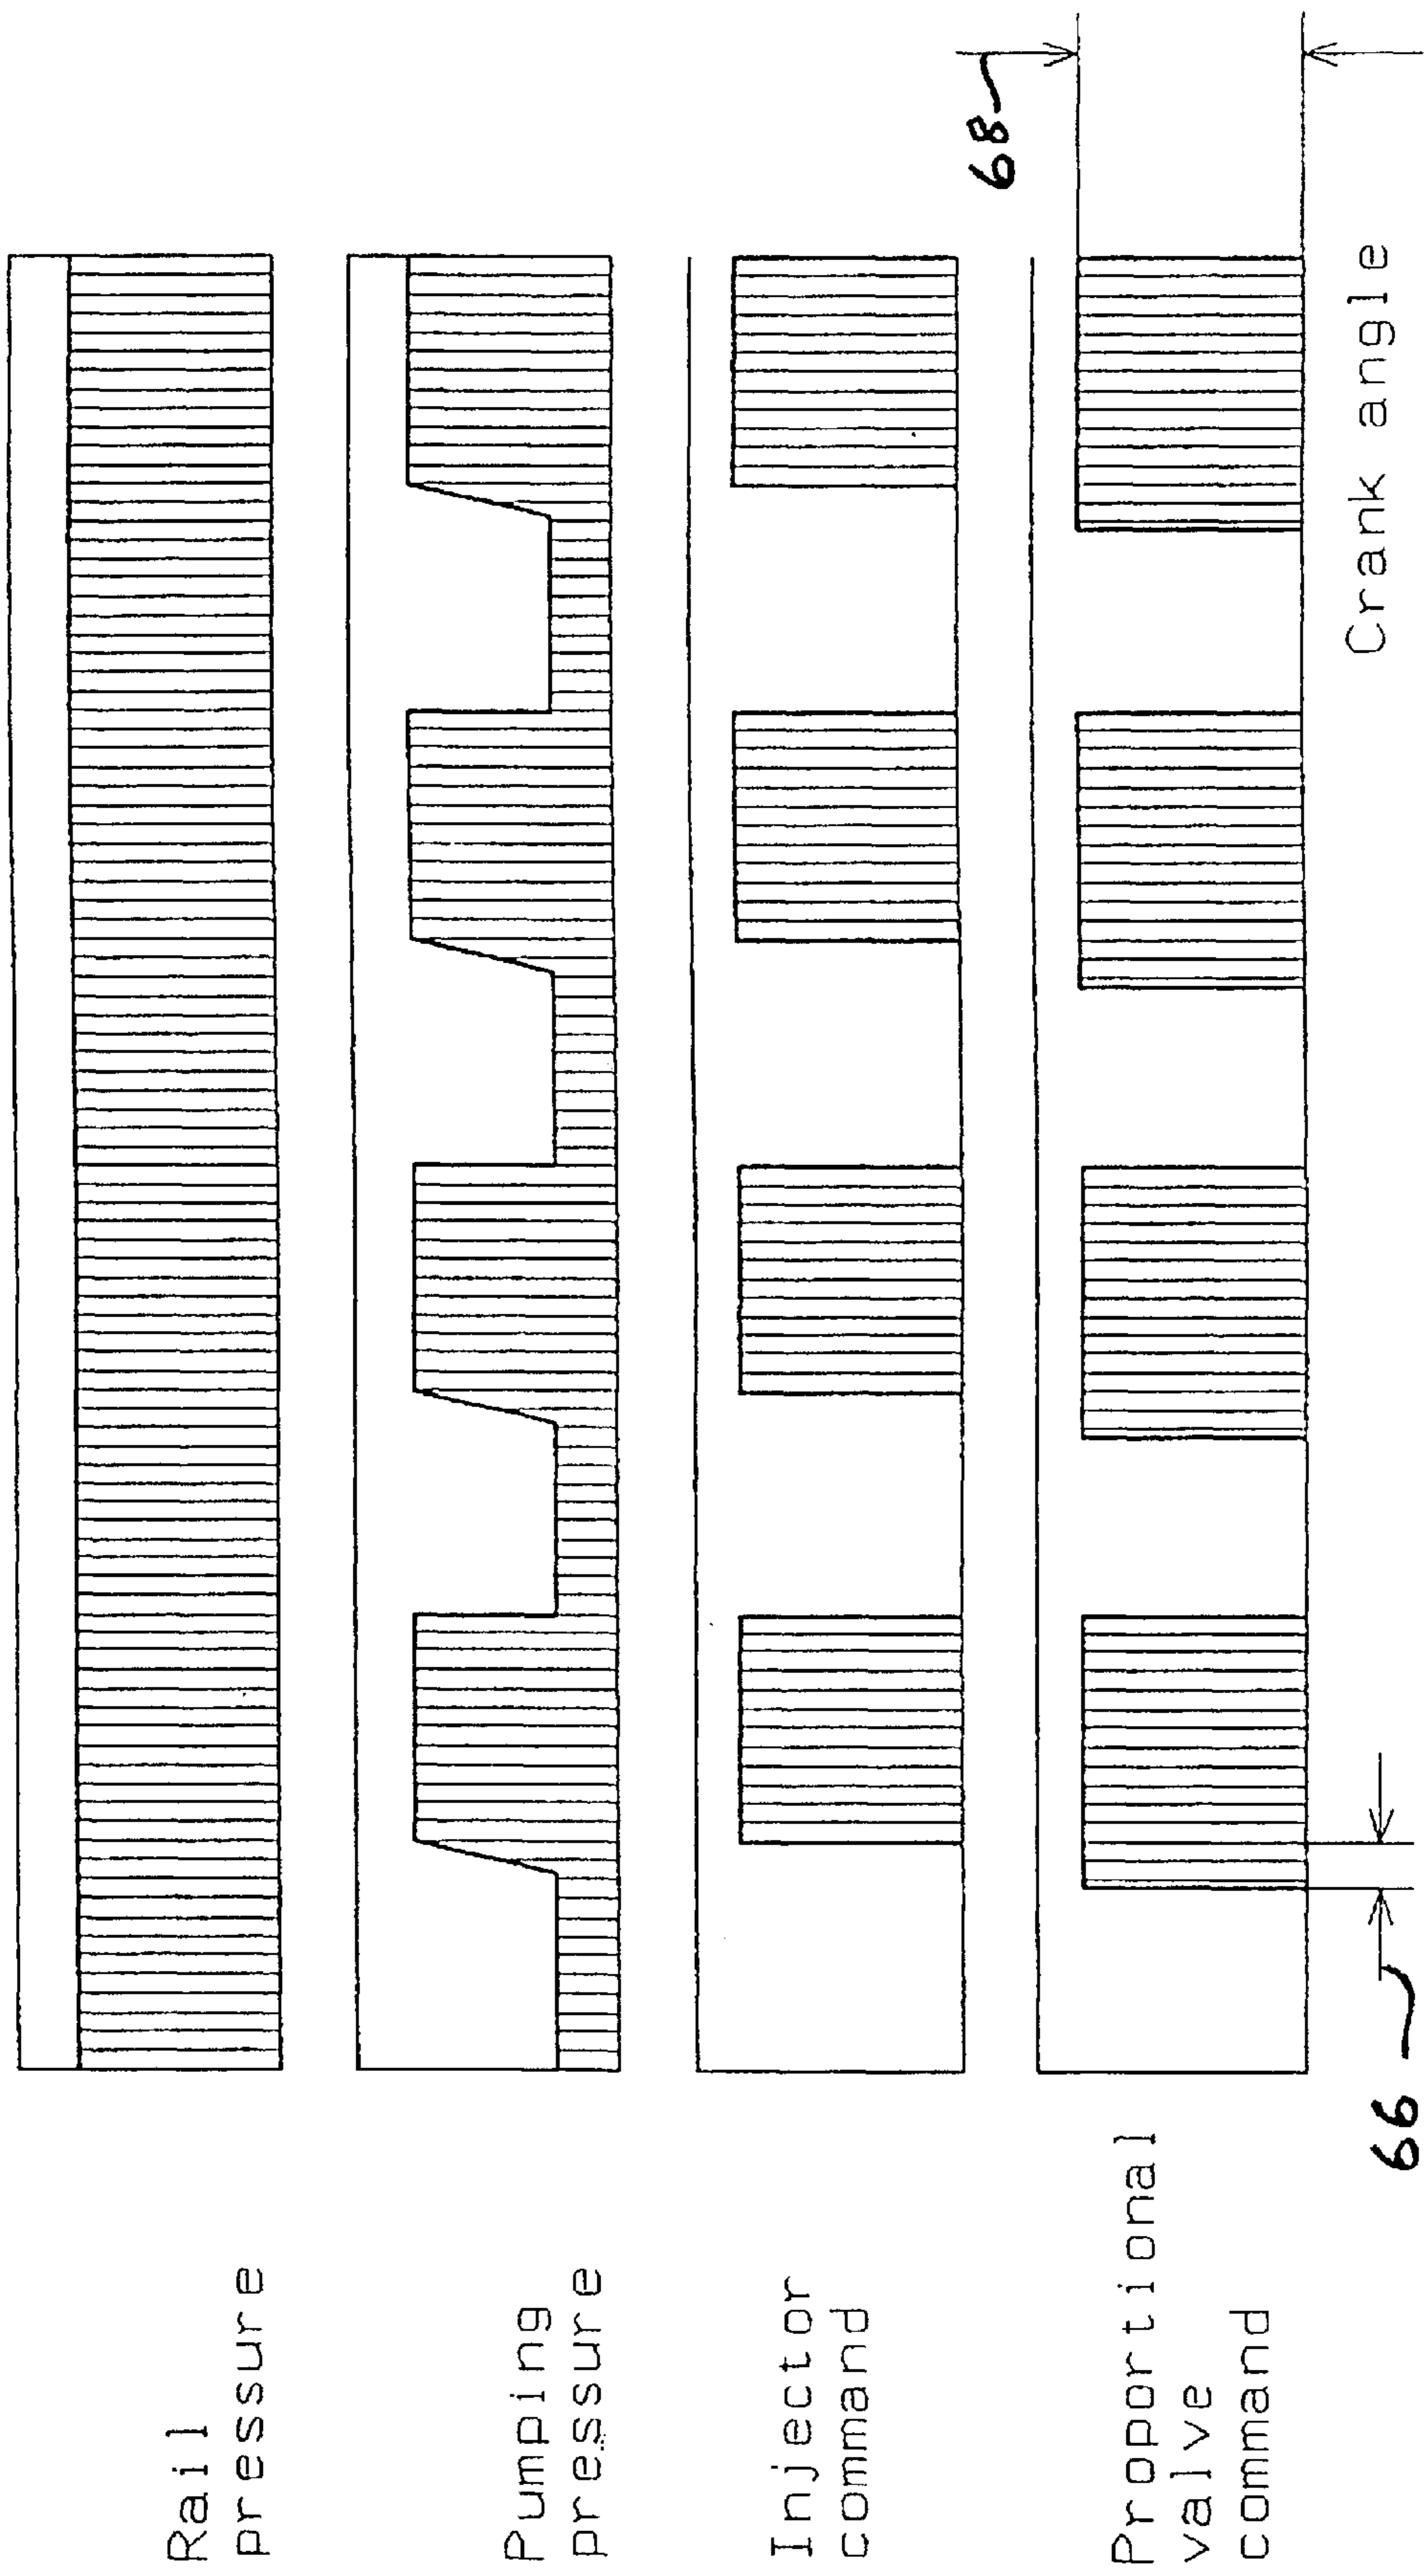 Rail
pressure
Pumping
pressure
Injector
command
Proportional
valve
command
66
68
Crank angle